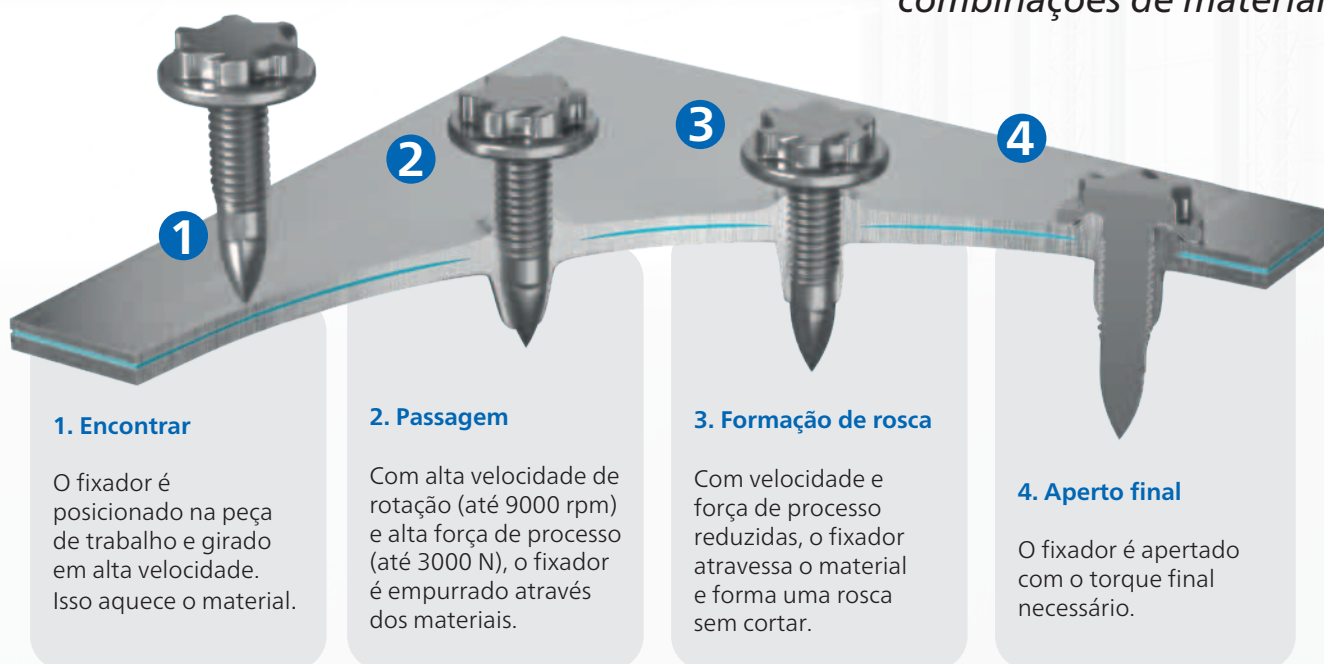 combinações de materiai
1
2
3
4
1. Encontrar
O fixador é
posicionado na peça
de trabalho e girado
em alta velocidade.
Isso aquece o material.
2. Passagem
Com alta velocidade de
rotação (até 9000 rpm)
e alta força de processo
(até 3000 N), o fixador
é empurrado através
dos materiais.
3. Formação de rosca
Com velocidade e
força de processo
reduzidas, o fixador
atravessa o material
e forma uma rosca
sem cortar.
4. Aperto final
O fixador é apertado
com o torque final
necessário.